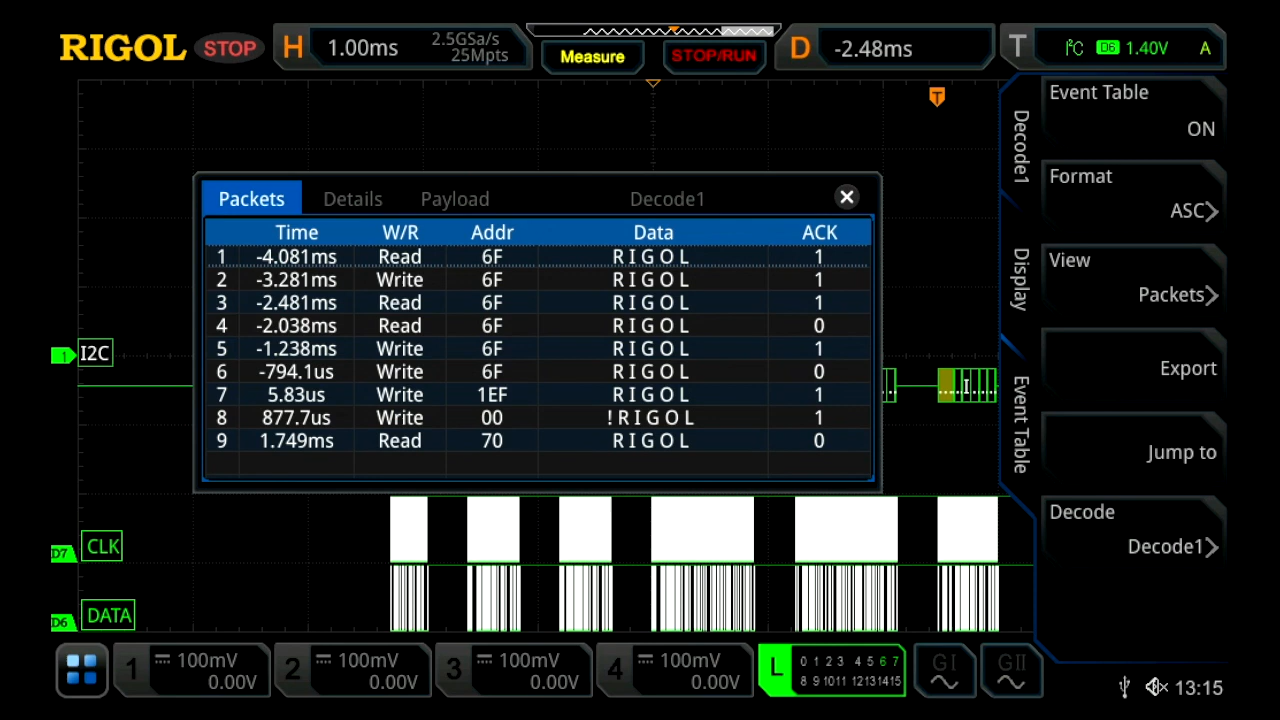 RIGOL STOP H 1.00ms 2.5GSa/s 25Mpts Measure STOP/RUN D -2.48ms T I²C D6 1.40V A
T
Event Table
ON
Decode1
Format
ASC
Display
View
Packets
Export
Event Table
Jump to
Decode
Decode1
Packets Details Payload Decode1
Time W/R Addr Data ACK
1 -4.081ms Read 6F R I G O L 1
2 -3.281ms Write 6F R I G O L 1
3 -2.481ms Read 6F R I G O L 1
4 -2.038ms Read 6F R I G O L 0
5 -1.238ms Write 6F R I G O L 1
6 -794.1us Write 6F R I G O L 0
7 5.83us Write 1EF R I G O L 1
8 877.7us Write 00 ! R I G O L 1
9 1.749ms Read 70 R I G O L 0
1 I2C
... ....I....
D7 CLK
D6 DATA
1 100mV 0.00V
2 100mV 0.00V
3 100mV 0.00V
4 100mV 0.00V
L 0 1 2 3 4 5 6 7
8 9 10 11 12 13 14 15
GI GII
13:15